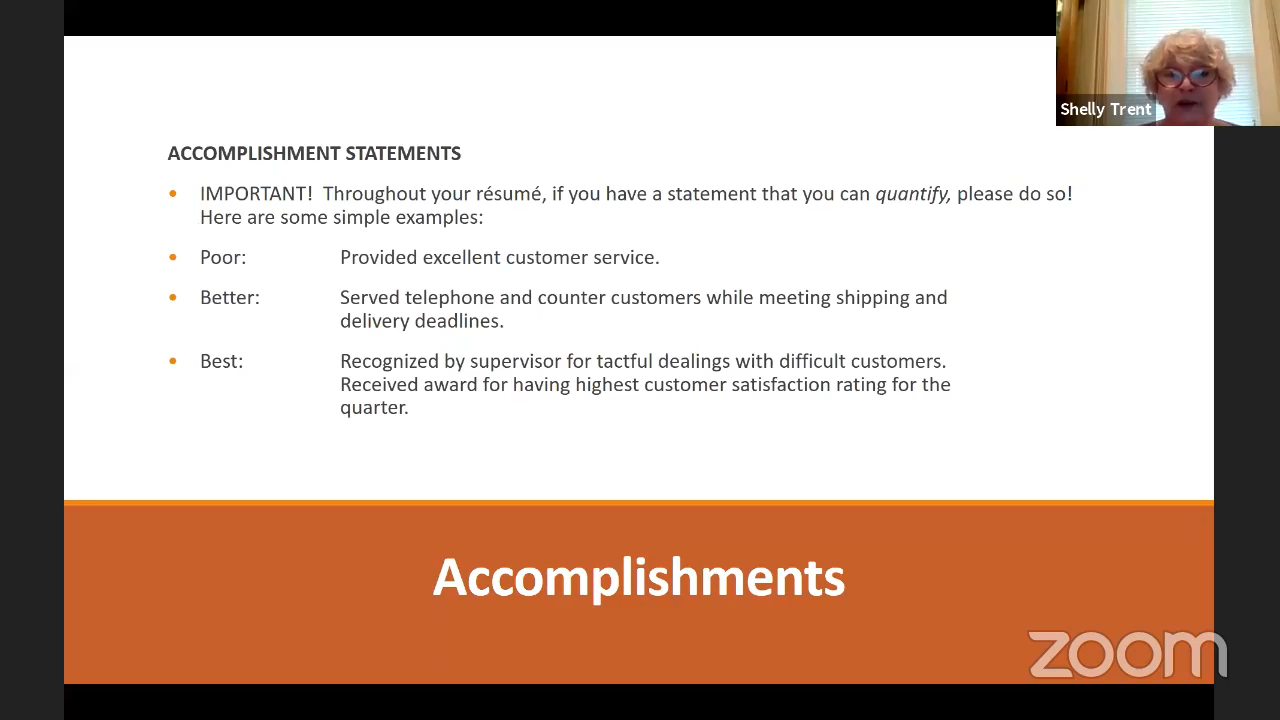 Shelly Trent
ACCOMPLISHMENT STATEMENTS
• IMPORTANT! Throughout your résumé, if you have a statement that you can quantify, please do so!
Here are some simple examples:
• Poor: Provided excellent customer service.
• Better: Served telephone and counter customers while meeting shipping and
delivery deadlines.
• Best: Recognized by supervisor for tactful dealings with difficult customers.
Received award for having highest customer satisfaction rating for the
quarter.
Accomplishments
zoom